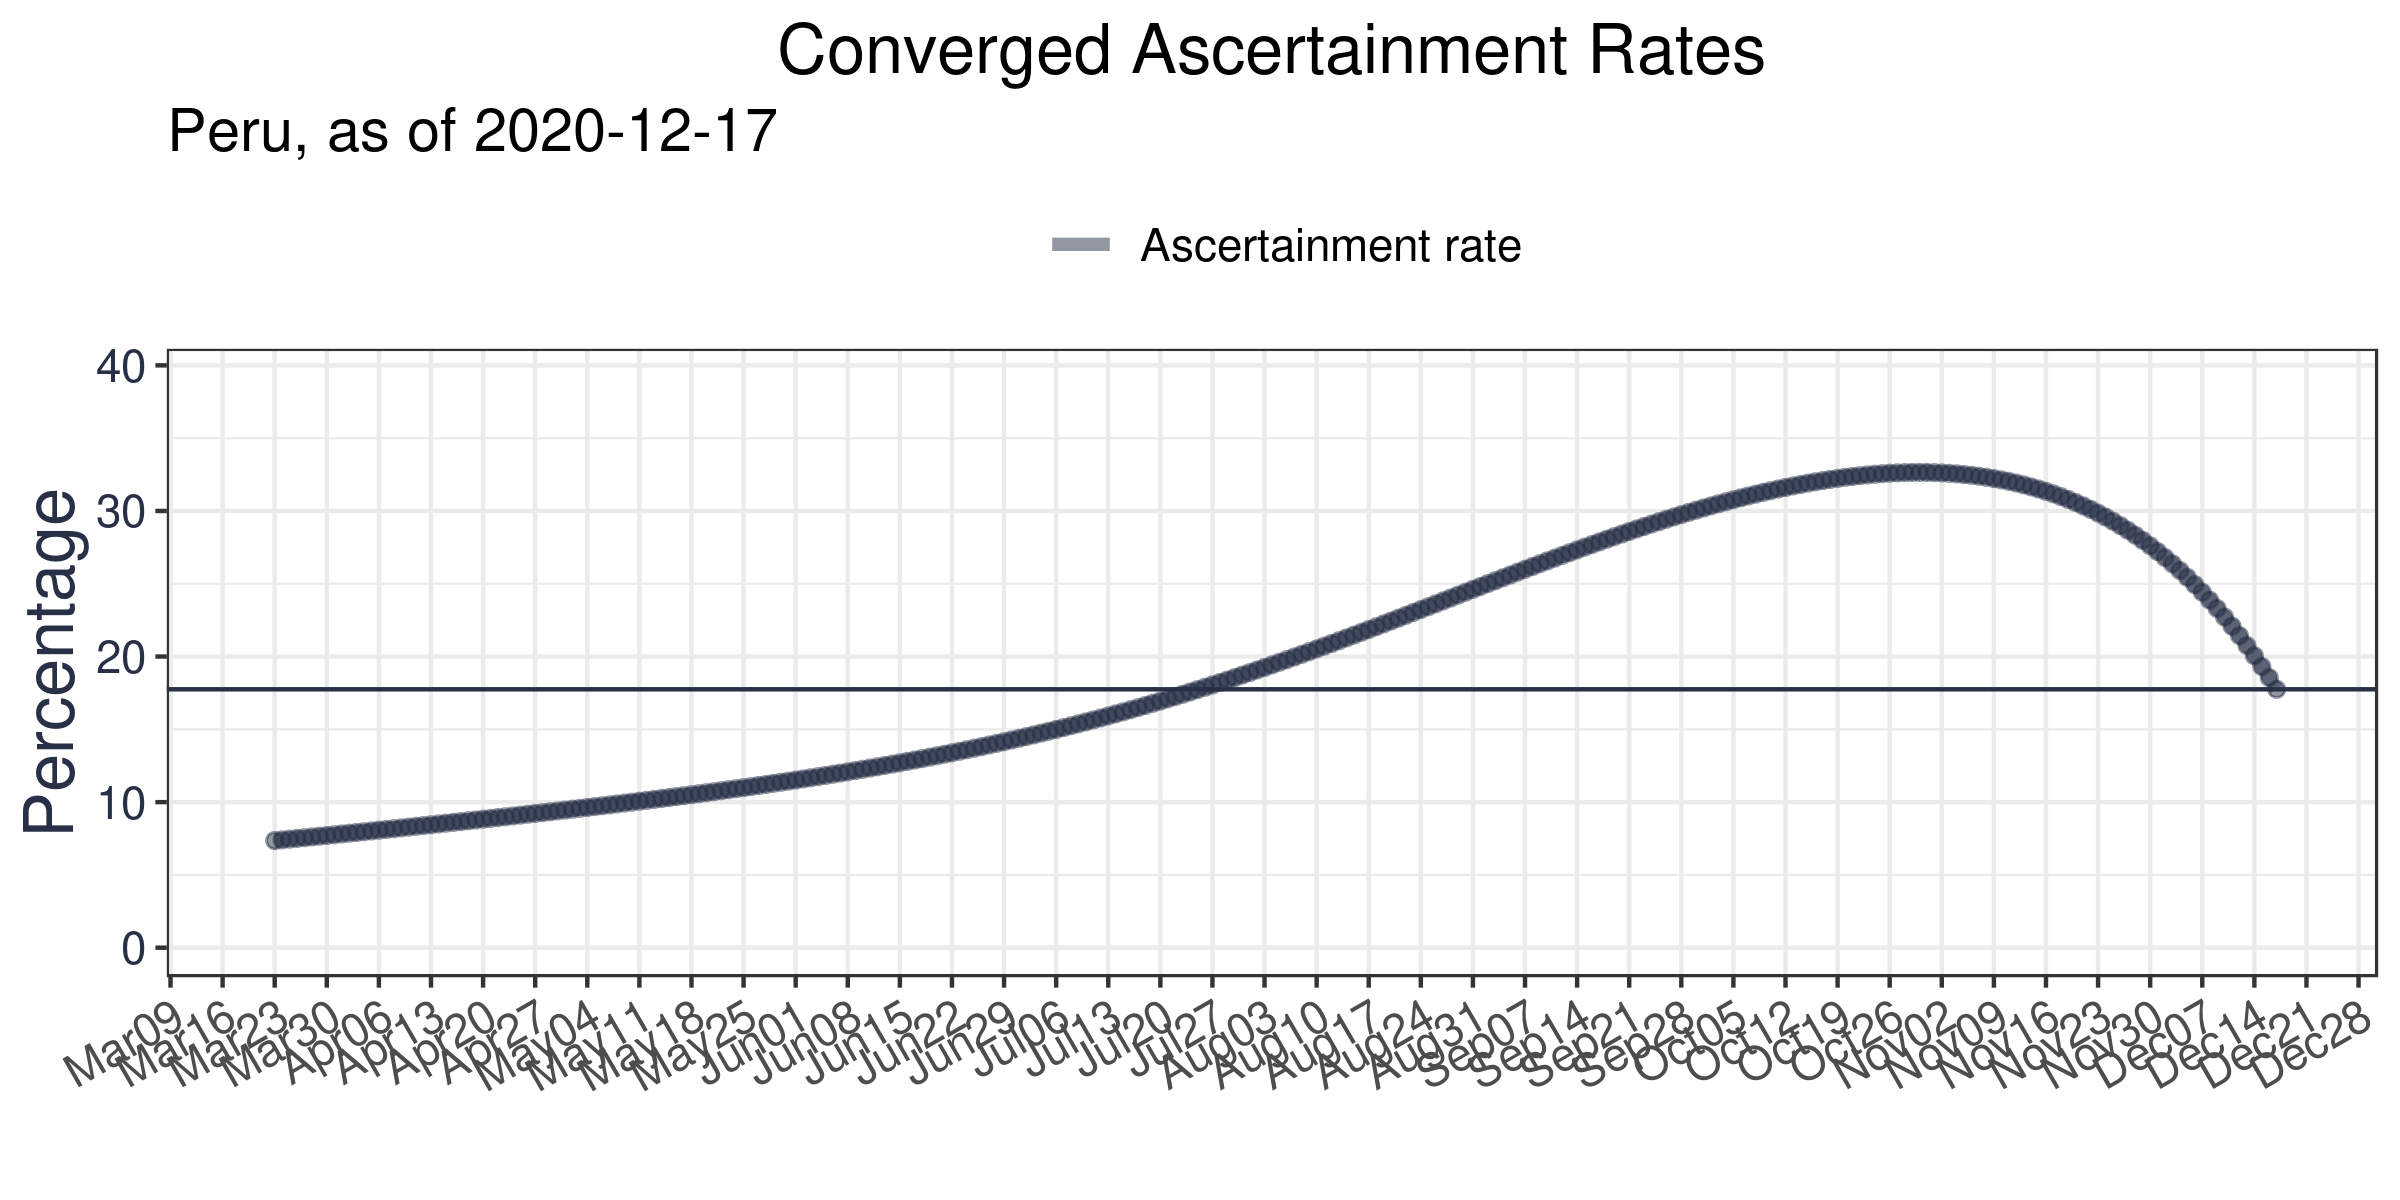 Converged Ascertainment Rates
Peru, as of 2020-12-17
Ascertainment rate
Percentage
40
30
20
10
0
Mar09 Mar16 Mar23 Mar30 Apr06 Apr13 Apr20 Apr27 May04 May11 May18 May25 Jun01 Jun08 Jun15 Jun22 Jun29 Jul06 Jul13 Jul20 Jul27 Aug03 Aug10 Aug17 Aug24 Aug31 Sep07 Sep14 Sep21 Sep28 Oct05 Oct12 Oct19 Oct26 Nov02 Nov09 Nov16 Nov23 Nov30 Dec07 Dec14 Dec21 Dec28